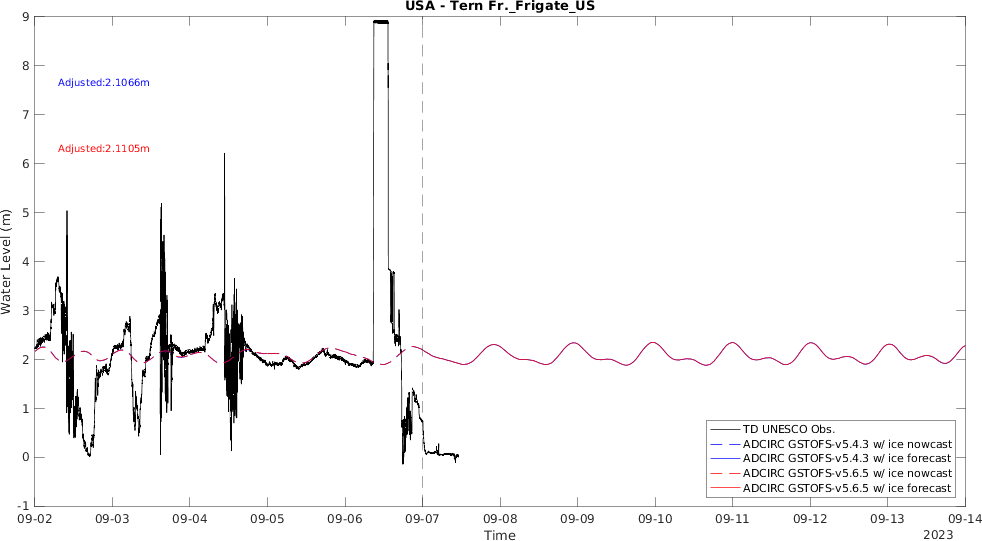 USA - Tern Fr._Frigate_US
9
8
7
6
5
4
3
2
1
0
-1
Water Level (m)
Adjusted:2.1066m
Adjusted:2.1105m
TD UNESCO Obs.
ADCIRC GSTOFS-v5.4.3 w/ ice nowcast
ADCIRC GSTOFS-v5.4.3 w/ ice forecast
ADCIRC GSTOFS-v5.6.5 w/ ice nowcast
ADCIRC GSTOFS-v5.6.5 w/ ice forecast
09-02 09-03 09-04 09-05 09-06 09-07 09-08 09-09 09-10 09-11 09-12 09-13 09-14
Time
2023